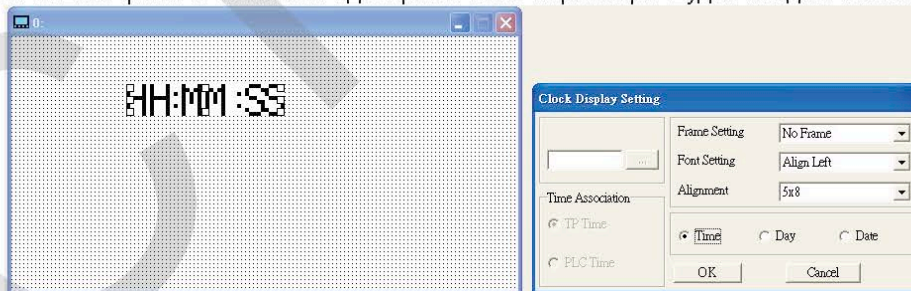 0:
HH:MM :SS
Clock Display Setting
Frame Setting
No Frame
Font Setting
Align Left
Alignment
5x8
Time Association
TP Time
PLC Time
Time
Day
Date
OK
Cancel